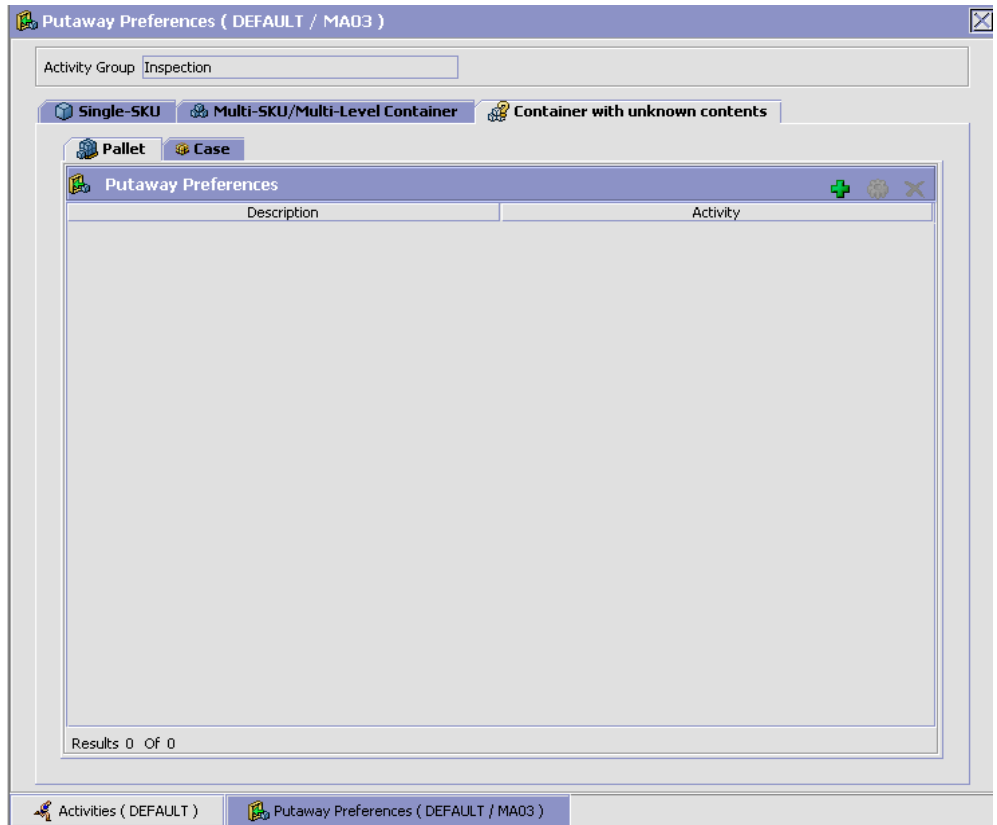 Putaway Preferences ( DEFAULT / MA03 )
Activity Group Inspection
Single-SKU Multi-SKU/Multi-Level Container Container with unknown contents
Pallet Case
Putaway Preferences
Description Activity
Results 0 Of 0
Activities ( DEFAULT ) Putaway Preferences ( DEFAULT / MA03 )